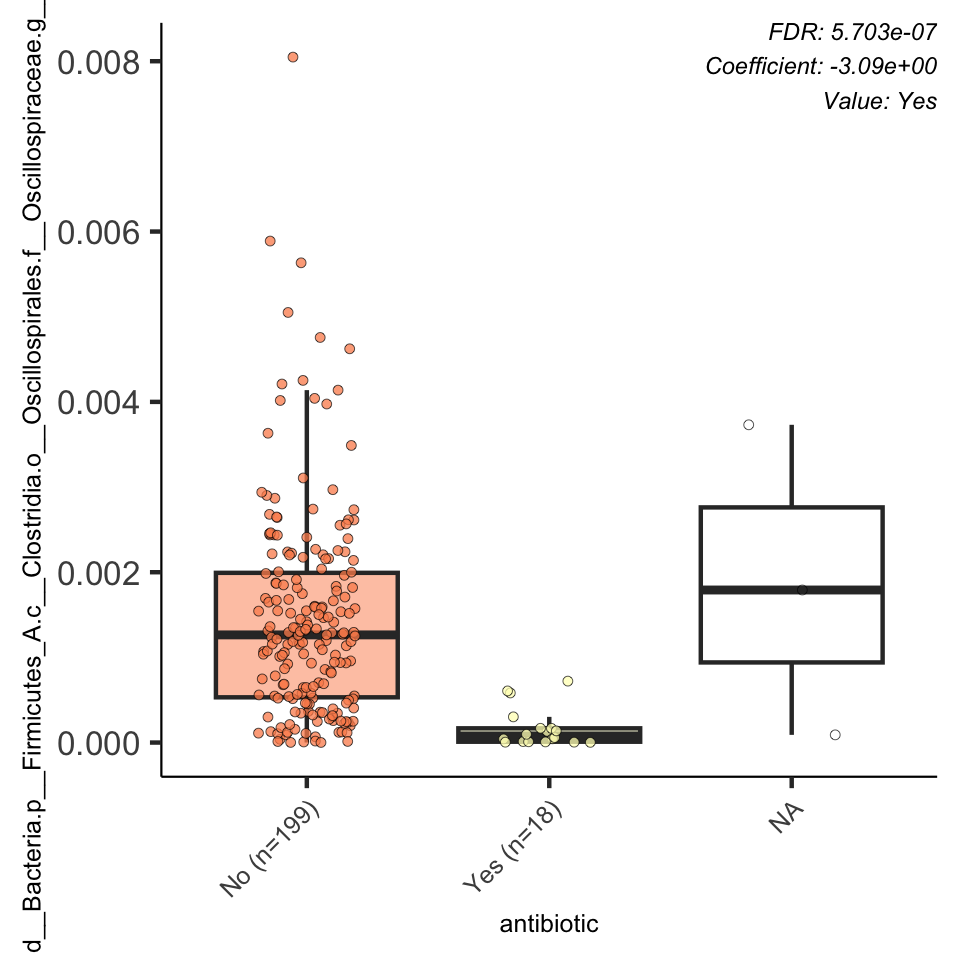 FDR: 5.703e-07
Coefficient: -3.09e+00
Value: Yes
d__Bacteria.p__Firmicutes_A.c__Clostridia.o__Oscillospirales.f__Oscillospiraceae.g__
0.008
0.006
0.004
0.002
0.000
No (n=199)
Yes (n=18)
NA
antibiotic